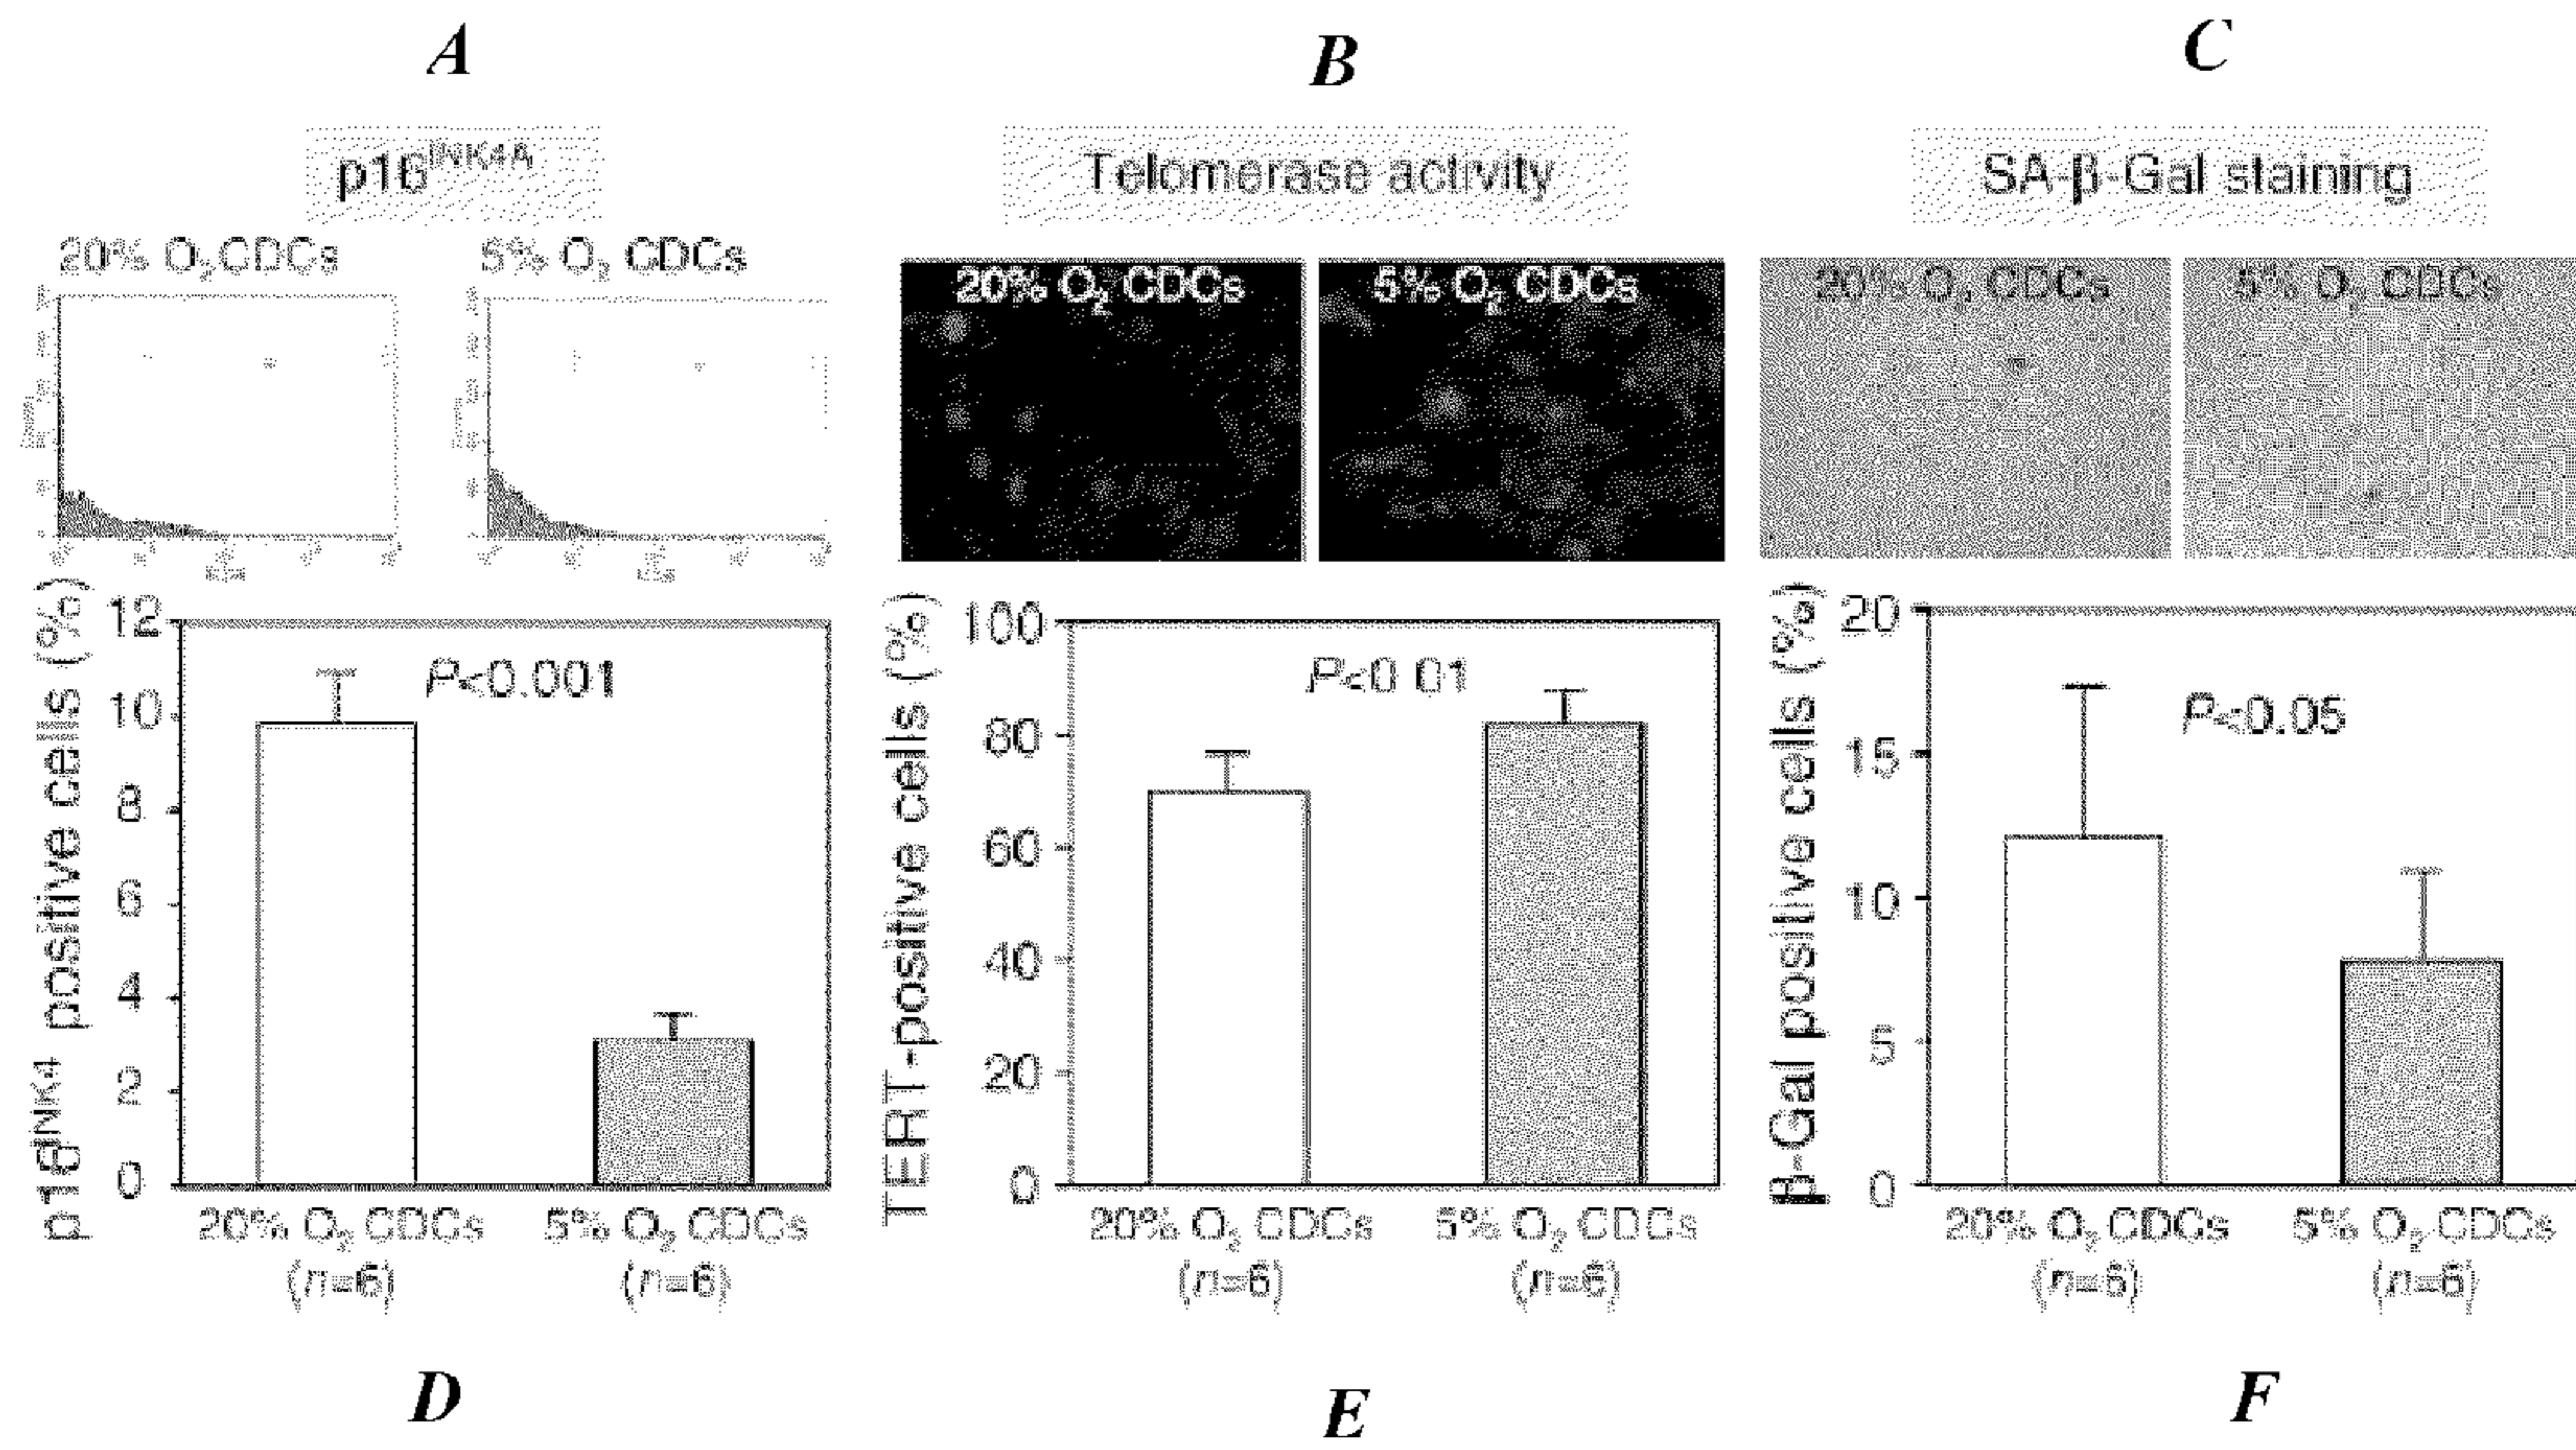 A
B
C
p16INK4A
Telomerase activity
SA-β-Gal staining
20% O2 CDCs
5% O2 CDCs
20% O2 CDCs
5% O2 CDCs
20% O2 CDCs
5% O2 CDCs
p16INK4 positive cells (%)
12
10
8
6
4
2
0
P<0.001
20% O2 CDCs
(n=6)
5% O2 CDCs
(n=6)
TERT-positive cells (%)
100
80
60
40
20
0
P<0 01
20% O2 CDCs
(n=6)
5% O2 CDCs
(n=6)
β-Gal positive cells (%)
20
15
10
5
0
P<0.05
20% O2 CDCs
(n=6)
5% O2 CDCs
(n=6)
D
E
F